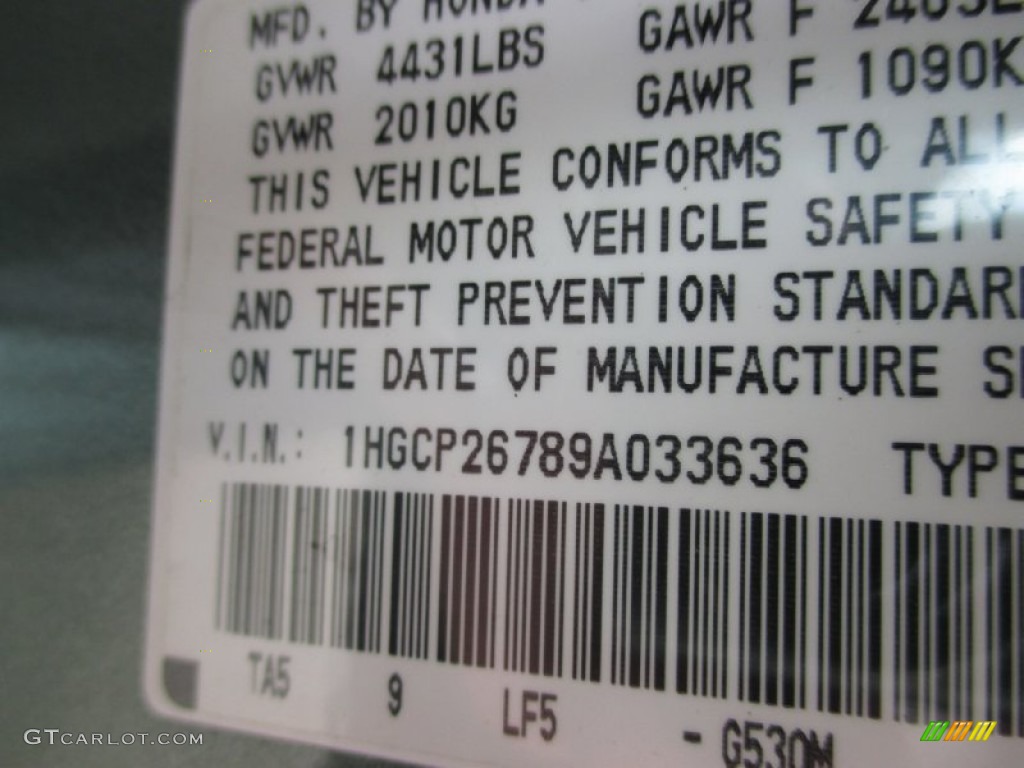 MFD. BY HONDA
GVWR 4431LBS GAWR F
GVWR 2010KG GAWR F 1090K
THIS VEHICLE CONFORMS TO ALL
FEDERAL MOTOR VEHICLE SAFETY
AND THEFT PREVENTION STANDAR
ON THE DATE OF MANUFACTURE
V.I.N.: 1HGCP26789A033636 TYPE
TA5 9 LF5 - G530M
GTCARLOT.COM